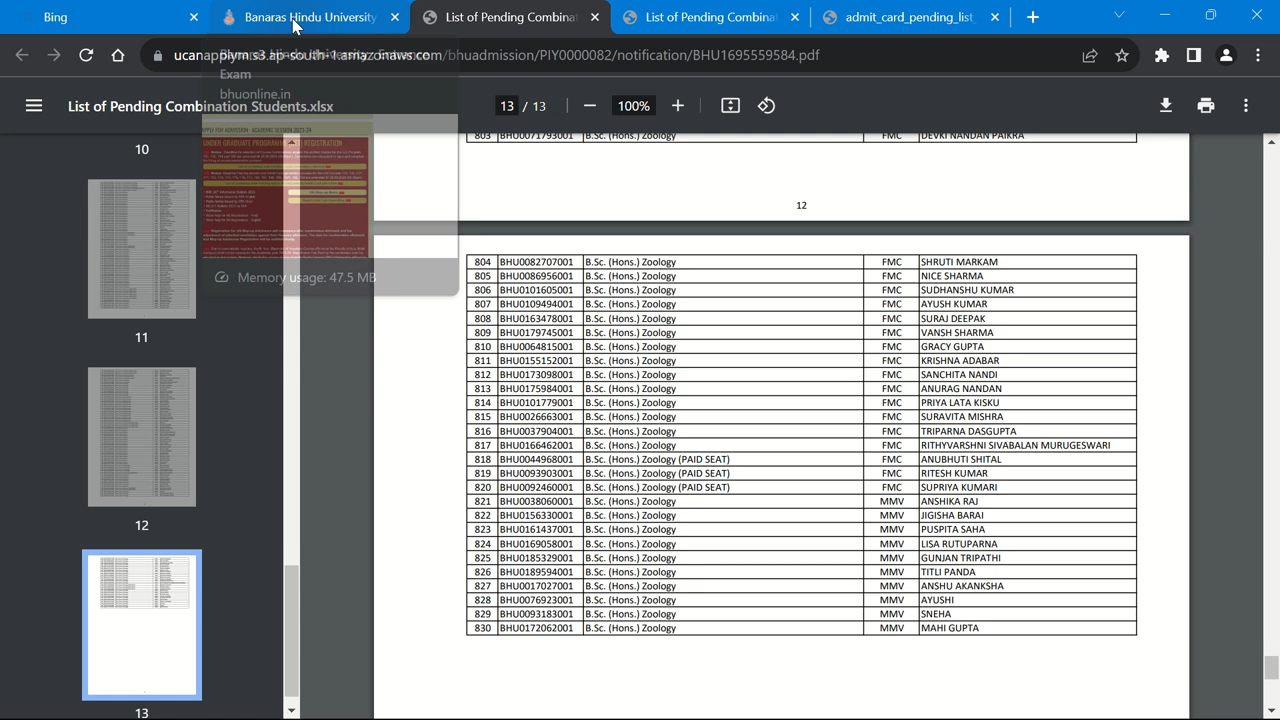 Bing
Banaras Hindu University
List of Pending Combina
List of Pending Combinat
admit_card_pending_list_
ucanapplym.s3.ap-south-1.amazonaws.com/bhuadmission/PIY0000082/notification/BHU1695559584.pdf
Exam
bhuonline.in
List of Pending Combination Students.xlsx
13 / 13
100%
APPLY FOR ADMISSION - ACADEMIC SESSION 2023-24
UNDER GRADUATE PROGRAMME REGISTRATION
Memory usage: 47.5 MB
10
11
12
13
803 BHU0071793001 B.Sc. (Hons.) Zoology FMC DEVKI NANDAN PAIKRA
12
804 BHU0082707001 B.Sc. (Hons.) Zoology FMC SHRUTI MARKAM
805 BHU0086956001 B.Sc. (Hons.) Zoology FMC NICE SHARMA
806 BHU0101605001 B.Sc. (Hons.) Zoology FMC SUDHANSHU KUMAR
807 BHU0109494001 B.Sc. (Hons.) Zoology FMC AYUSH KUMAR
808 BHU0163478001 B.Sc. (Hons.) Zoology FMC SURAJ DEEPAK
809 BHU0179745001 B.Sc. (Hons.) Zoology FMC VANSH SHARMA
810 BHU0064815001 B.Sc. (Hons.) Zoology FMC GRACY GUPTA
811 BHU0155152001 B.Sc. (Hons.) Zoology FMC KRISHNA ADABAR
812 BHU0173098001 B.Sc. (Hons.) Zoology FMC SANCHITA NANDI
813 BHU0175984001 B.Sc. (Hons.) Zoology FMC ANURAG NANDAN
814 BHU0101779001 B.Sc. (Hons.) Zoology FMC PRIYA LATA KISKU
815 BHU0026663001 B.Sc. (Hons.) Zoology FMC SURAVITA MISHRA
816 BHU0037904001 B.Sc. (Hons.) Zoology FMC TRIPARNA DASGUPTA
817 BHU0166462001 B.Sc. (Hons.) Zoology FMC RITHYVARSHNI SIVABALAN MURUGESWARI
818 BHU0044968001 B.Sc. (Hons.) Zoology (PAID SEAT) FMC ANUBHUTI SHITAL
819 BHU0093903001 B.Sc. (Hons.) Zoology (PAID SEAT) FMC RITESH KUMAR
820 BHU0092460001 B.Sc. (Hons.) Zoology (PAID SEAT) FMC SUPRIYA KUMARI
821 BHU0038060001 B.Sc. (Hons.) Zoology MMV ANSHIKA RAJ
822 BHU0156330001 B.Sc. (Hons.) Zoology MMV JIGISHA BARAI
823 BHU0161437001 B.Sc. (Hons.) Zoology MMV PUSPITA SAHA
824 BHU0169058001 B.Sc. (Hons.) Zoology MMV LISA RUTUPARNA
825 BHU0185329001 B.Sc. (Hons.) Zoology MMV GUNJAN TRIPATHI
826 BHU0189594001 B.Sc. (Hons.) Zoology MMV TITLI PANDA
827 BHU0017027001 B.Sc. (Hons.) Zoology MMV ANSHU AKANKSHA
828 BHU0076923001 B.Sc. (Hons.) Zoology MMV AYUSHI
829 BHU0093183001 B.Sc. (Hons.) Zoology MMV SNEHA
830 BHU0172062001 B.Sc. (Hons.) Zoology MMV MAHI GUPTA